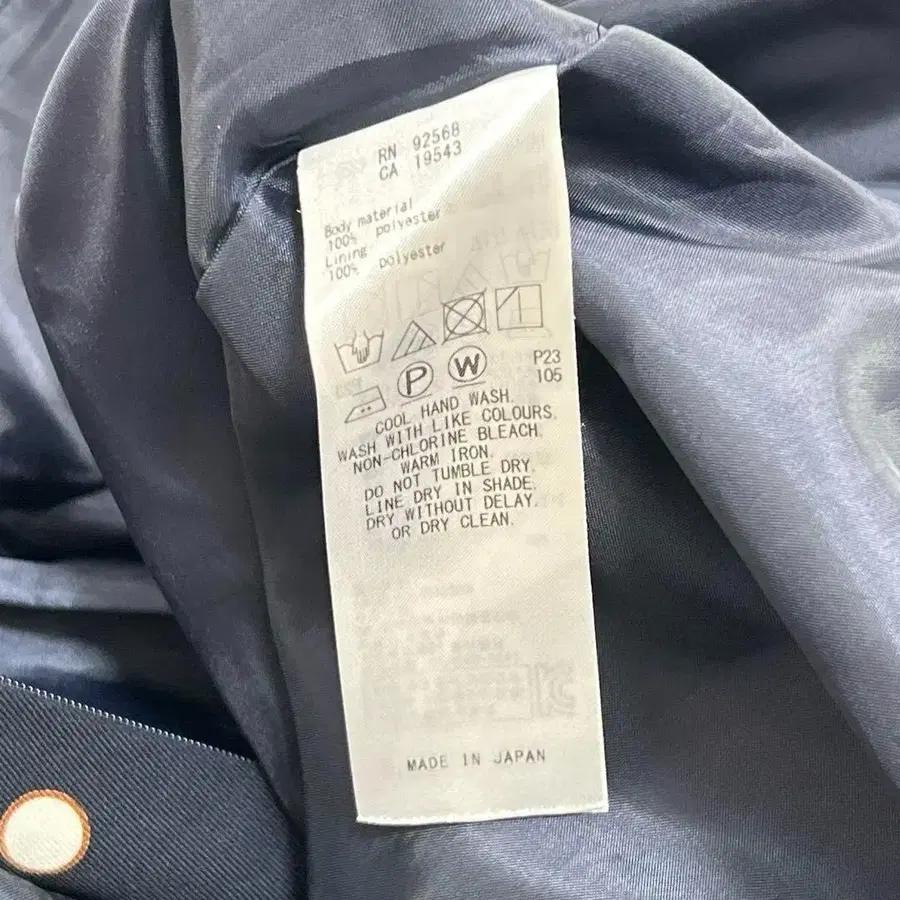 RN 92568
CA 19543
Body material
100% polyester
Lining
100% polyester
P W
P23
105
COOL HAND WASH.
WASH WITH LIKE COLOURS.
NON-CHLORINE BLEACH.
WARM IRON.
DO NOT TUMBLE DRY.
LINE DRY IN SHADE.
DRY WITHOUT DELAY.
OR DRY CLEAN.
MADE IN JAPAN